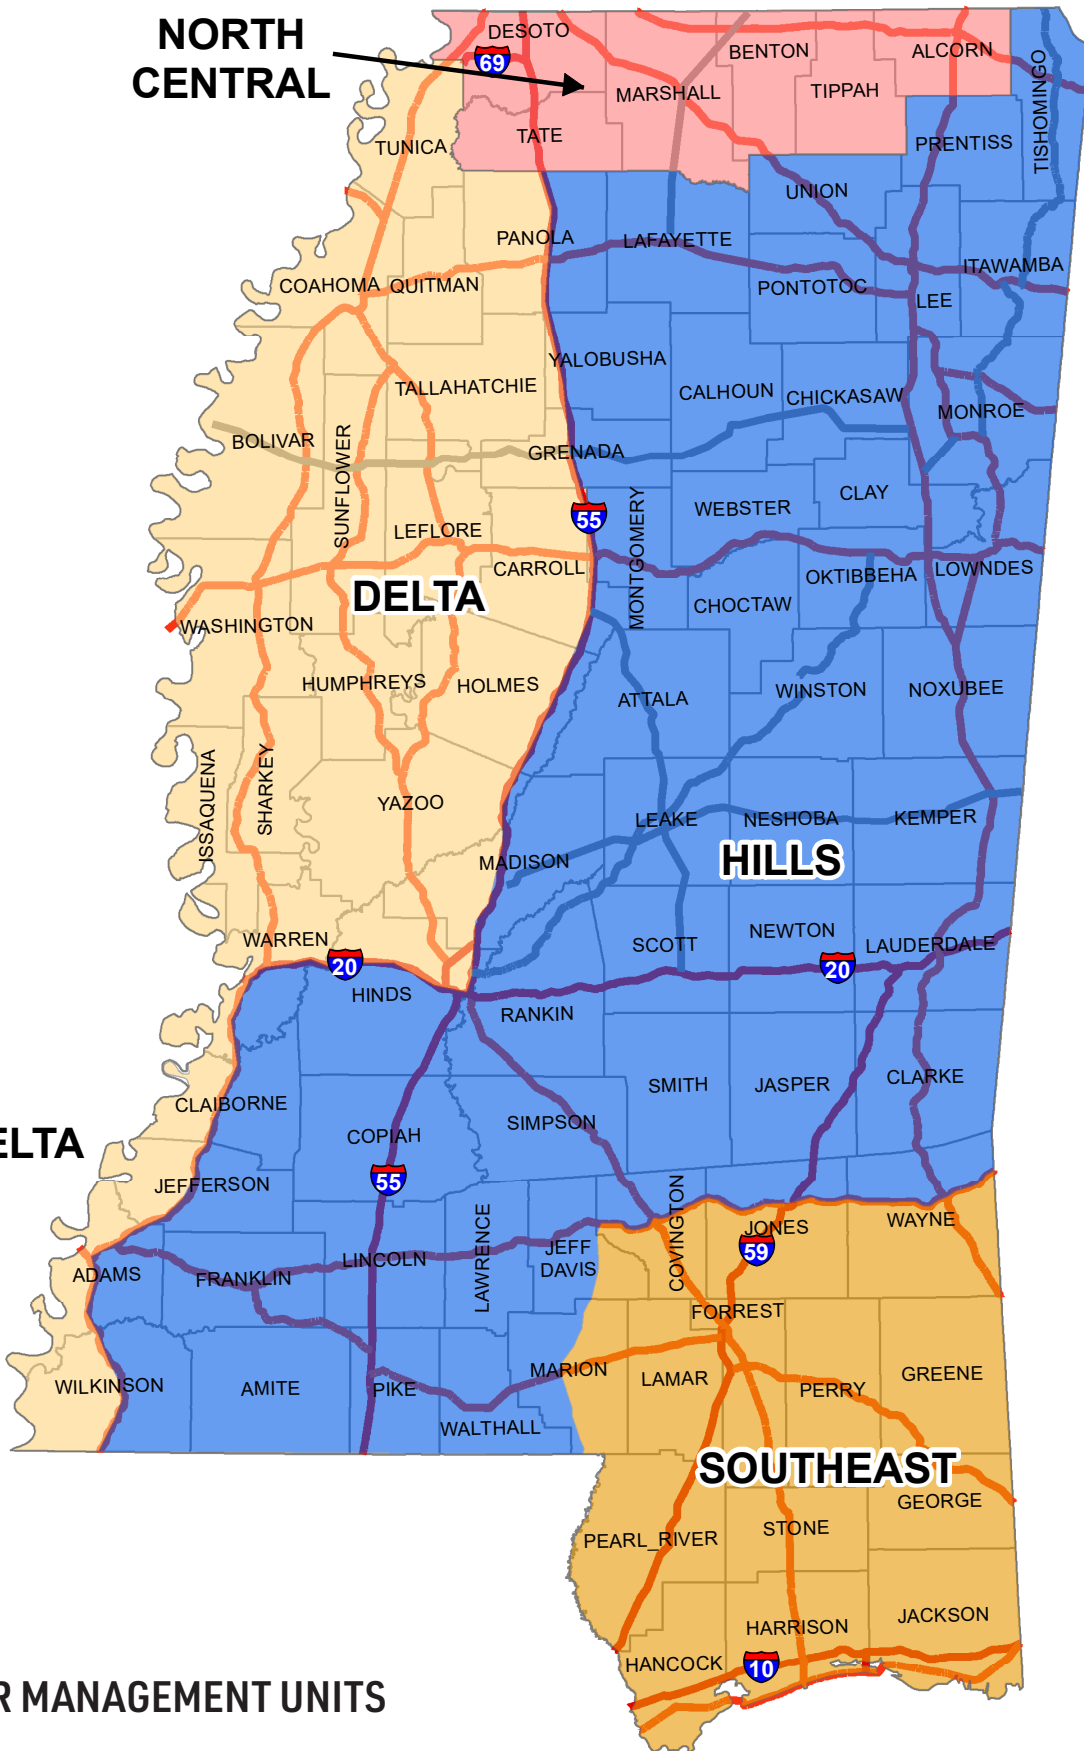 NORTH
CENTRAL
DESOTO
69
BENTON
ALCORN
MARSHALL
TIPPAH
TISHOMINGO
TATE
TUNICA
PRENTISS
UNION
PANOLA
LAFAYETTE
ITAWAMBA
COAHOMA
QUITMAN
PONTOTOC
LEE
YALOBUSHA
TALLAHATCHIE
CALHOUN
CHICKASAW
MONROE
BOLIVAR
SUNFLOWER
GRENADA
CLAY
WEBSTER
55
MONTGOMERY
LEFLORE
CARROLL
OKTIBBEHA
LOWNDES
DELTA
CHOCTAW
WASHINGTON
HUMPHREYS
HOLMES
ATTALA
WINSTON
NOXUBEE
ISSAQUENA
SHARKEY
YAZOO
LEAKE
NESHOBA
KEMPER
MADISON
HILLS
WARREN
SCOTT
NEWTON
LAUDERDALE
20
20
HINDS
RANKIN
SMITH
JASPER
CLARKE
CLAIBORNE
SIMPSON
COPIAH
ELTA
55
JEFFERSON
COVINGTON
WAYNE
JONES
59
LAWRENCE
JEFF
DAVIS
LINCOLN
ADAMS
FRANKLIN
FORREST
MARION
LAMAR
GREENE
WILKINSON
AMITE
PIKE
PERRY
WALTHALL
SOUTHEAST
GEORGE
STONE
PEARL_RIVER
JACKSON
HARRISON
HANCOCK
10
R MANAGEMENT UNITS